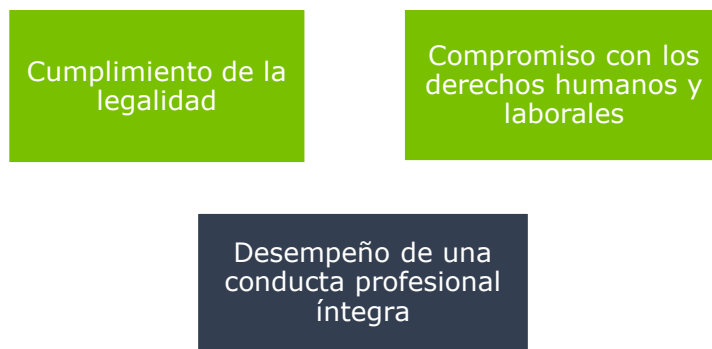 Cumplimiento de la
legalidad
Compromiso con los
derechos humanos y
laborales
Desempeño de una
conducta profesional
íntegra